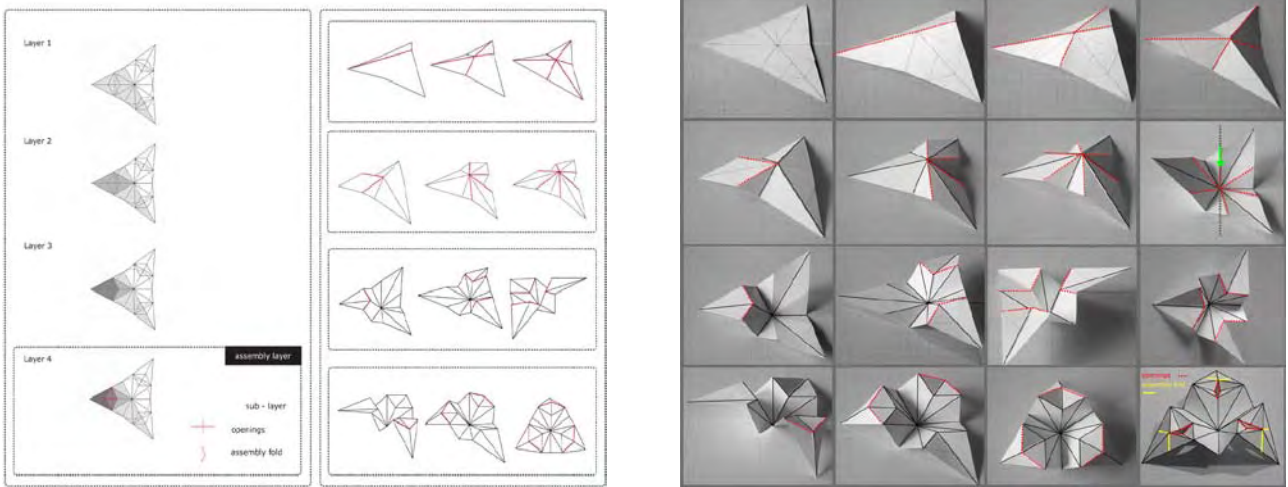 Layer 1
Layer 2
Layer 3
Layer 4
assembly layer
sub - layer
openings
assembly fold
openings
assembly fold